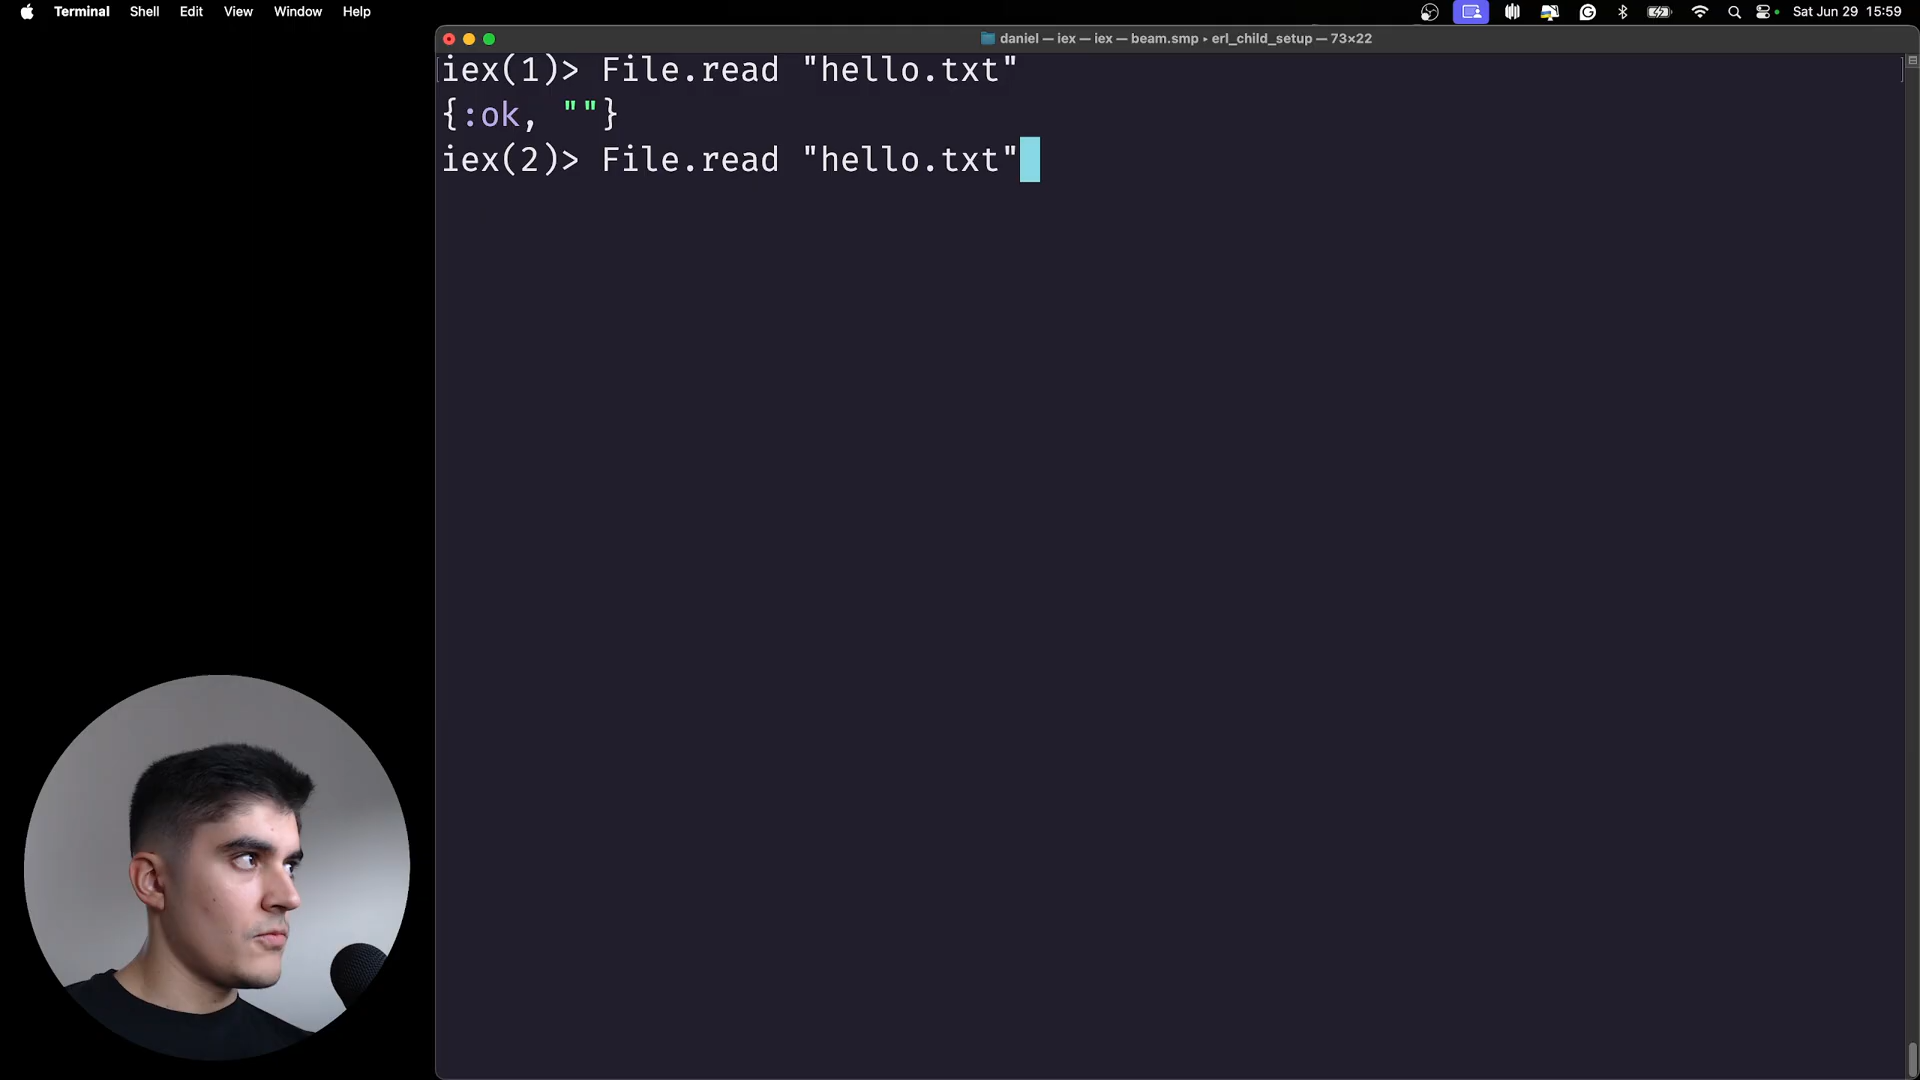 Terminal Shell Edit View Window Help Sat Jun 29 15:59
daniel — iex — iex — beam.smp ▸ erl_child_setup — 73×22
iex(1)> File.read "hello.txt"
{:ok, ""}
iex(2)> File.read "hello.txt"